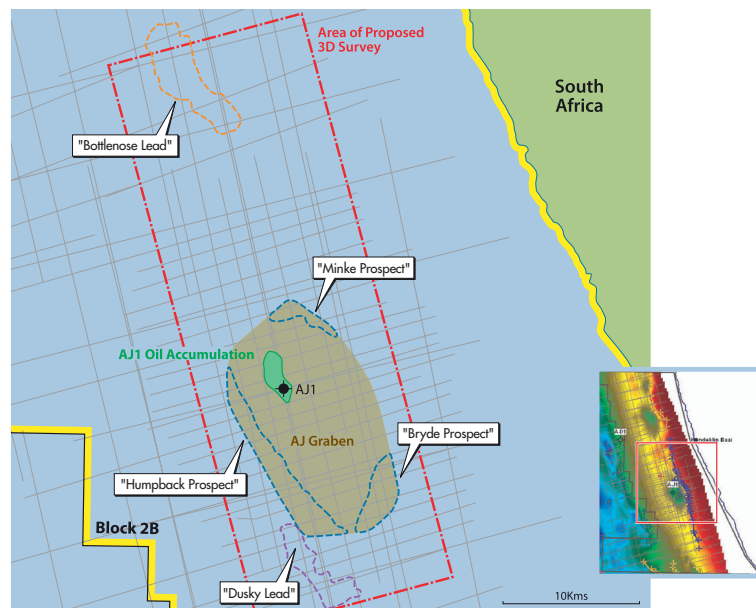 Area of Proposed
3D Survey
South
Africa
"Bottlenose Lead"
"Minke Prospect"
AJ1 Oil Accumulation
AJ1
"Bryde Prospect"
AJ Graben
"Humpback Prospect"
Block 2B
"Dusky Lead"
10Kms
AJ1